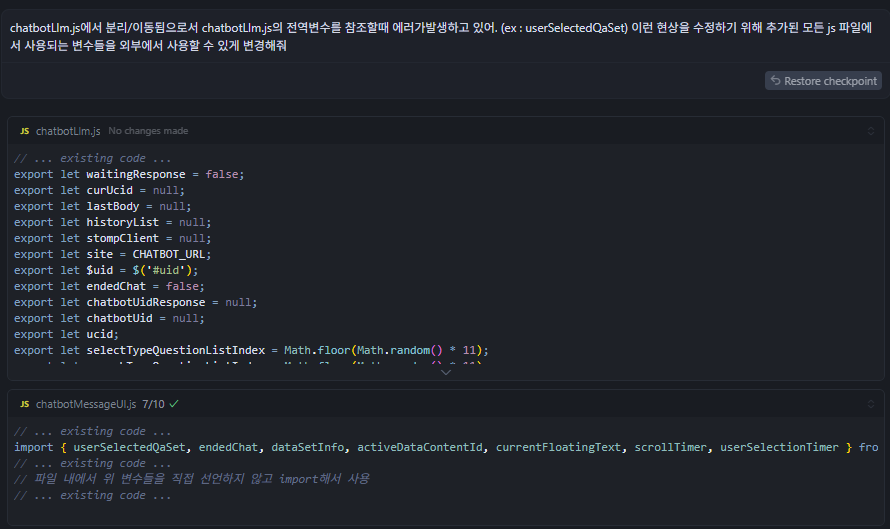 chatbotLlm.js에서 분리/이동됨으로서 chatbotLlm.js의 전역변수를 참조할때 에러가발생하고 있어. (ex : userSelectedQaSet) 이런 현상을 수정하기 위해 추가된 모든 js 파일에
서 사용되는 변수들을 외부에서 사용할 수 있게 변경해줘
Restore checkpoint
JS chatbotLlm.js No changes made
// ... existing code ...
export let waitingResponse = false;
export let curUcid = null;
export let lastBody = null;
export let historyList = null;
export let stompClient = null;
export let site = CHATBOT_URL;
export let $uid = $('#uid');
export let endedChat = false;
export let chatbotUidResponse = null;
export let chatbotUid = null;
export let ucid;
export let selectTypeQuestionListIndex = Math.floor(Math.random() * 11);
JS chatbotMessageUI.js 7/10
// ... existing code ...
import { userSelectedQaSet, endedChat, dataSetInfo, activeDataContentId, currentFloatingText, scrollTimer, userSelectionTimer } fro
// ... existing code ...
// 파일 내에서 위 변수들을 직접 선언하지 않고 import해서 사용
// ... existing code ...